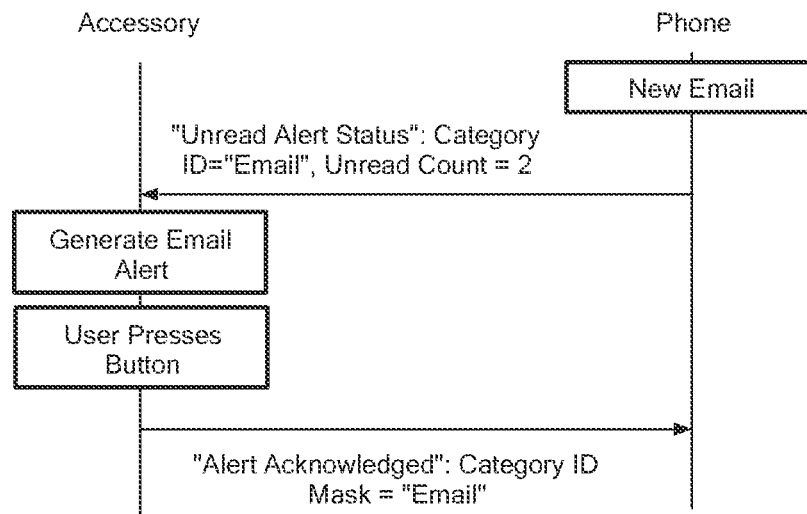 Accessory
Phone
New Email
"Unread Alert Status": Category
ID="Email", Unread Count = 2
Generate Email
Alert
User Presses
Button
"Alert Acknowledged": Category ID
Mask = "Email"